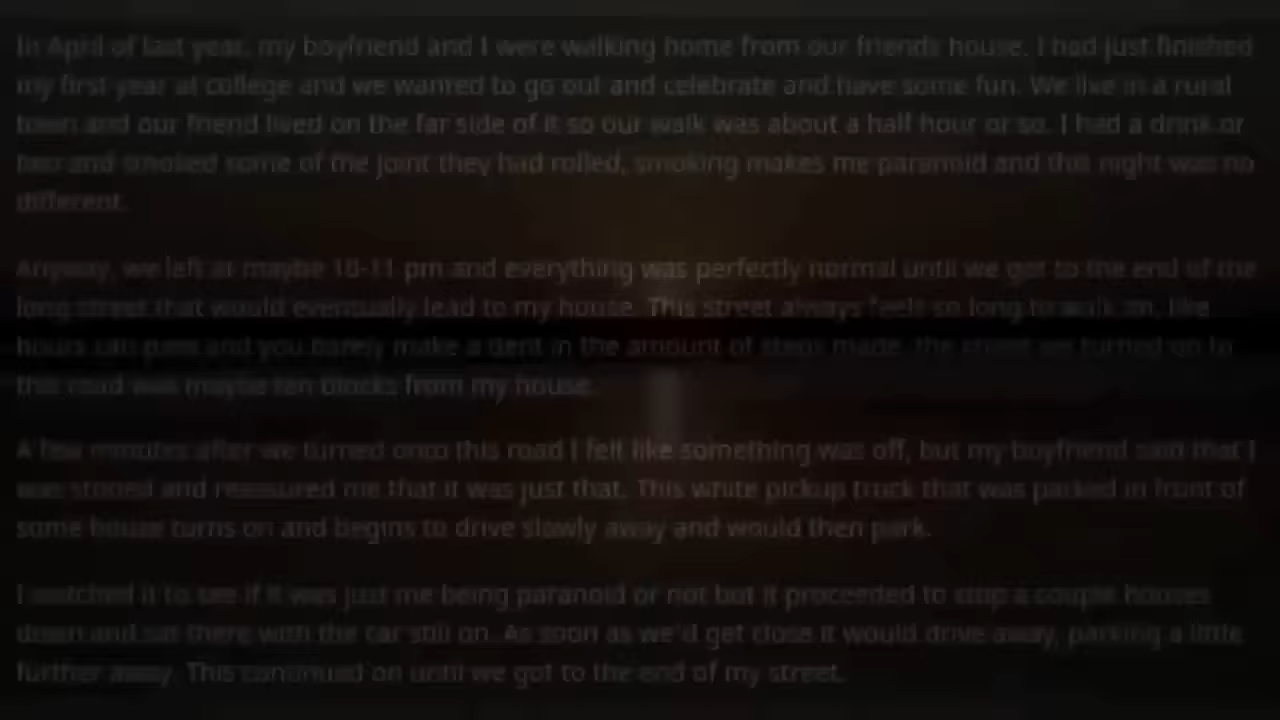 In April of last year, my boyfriend and I were walking home from our friends house. I had just finished
my first year at college and we wanted to go out and celebrate and have some fun. We live in a rural
town and our friend lived on the far side of it so our walk was about a half hour or so. I had a drink or
two and smoked some of the joint they had rolled, smoking makes me paranoid and this night was no
different.
Anyway, we left at maybe 10-11 pm and everything was perfectly normal until we got to the end of the
long street that would eventually lead to my house. This street always feels so long to walk on, like
hours can pass and you barely make a dent in the amount of steps made, the street we turned on to
this road was maybe ten blocks from my house.
A few minutes after we turned onto this road I felt like something was off, but my boyfriend said that I
was stoned and reassured me that it was just that. This white pickup truck that was parked in front of
some house turns on and begins to drive slowly away and would then park.
I watched it to see if it was just me being paranoid or not but it proceeded to stop a couple houses
down and sat there with the car still on. As soon as we'd get close it would drive away, parking a little
further away. This continued on until we got to the end of my street.